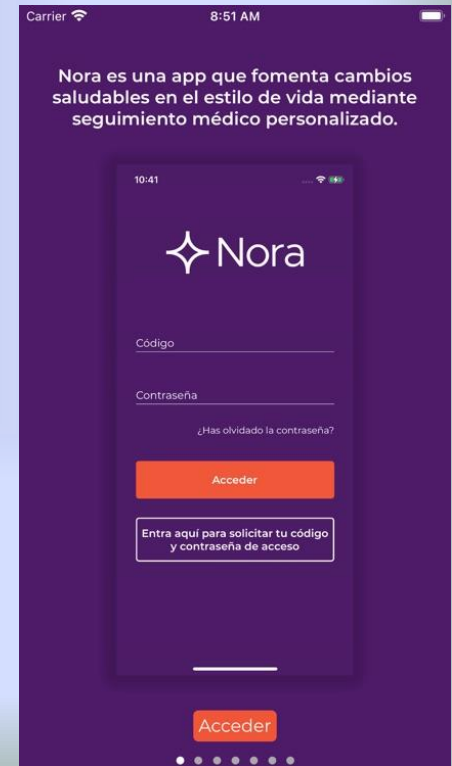 Carrier 8:51 AM
Nora es una app que fomenta cambios
saludables en el estilo de vida mediante
seguimiento médico personalizado.
10:41
Nora
Código
Contraseña
¿Has olvidado la contraseña?
Acceder
Entra aquí para solicitar tu código
y contraseña de acceso
Acceder